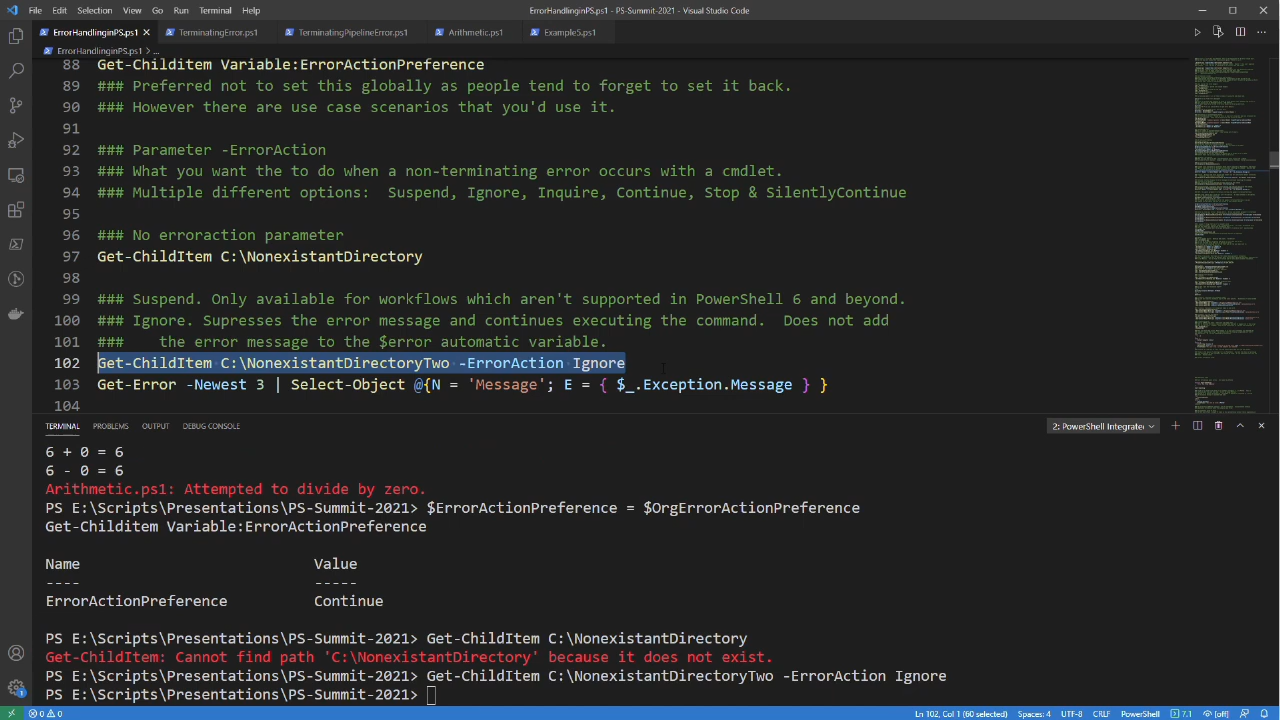 File Edit Selection View Go Run Terminal Help
ErrorHandlinginPS.ps1 - PS-Summit-2021 - Visual Studio Code
ErrorHandlinginPS.ps1 TerminatingError.ps1 TerminatingPipelineError.ps1 Arithmetic.ps1 Example5.ps1
ErrorHandlinginPS.ps1 > ...
88 Get-Childitem Variable:ErrorActionPreference
89 ### Preferred not to set this globally as people tend to forget to set it back.
90 ### However there are use case scenarios that you'd use it.
91
92 ### Parameter -ErrorAction
93 ### What you want the to do when a non-terminating error occurs with a cmdlet.
94 ### Multiple different options. Suspend, Ignore, Inquire, Continue, Stop & SilentlyContinue
95
96 ### No erroraction parameter
97 Get-ChildItem C:\NonexistantDirectory
98
99 ### Suspend. Only available for workflows which aren't supported in PowerShell 6 and beyond.
100 ### Ignore. Supresses the error message and continues executing the command. Does not add
101 ### the error message to the $error automatic variable.
102 Get-ChildItem C:\NonexistantDirectoryTwo -ErrorAction Ignore
103 Get-Error -Newest 3 | Select-Object @{N = 'Message'; E = { $_.Exception.Message } }
104
TERMINAL PROBLEMS OUTPUT DEBUG CONSOLE
2: PowerShell Integrated
6 + 0 = 6
6 - 0 = 6
Arithmetic.ps1: Attempted to divide by zero.
PS E:\Scripts\Presentations\PS-Summit-2021> $ErrorActionPreference = $OrgErrorActionPreference
Get-Childitem Variable:ErrorActionPreference
Name Value
---- -----
ErrorActionPreference Continue
PS E:\Scripts\Presentations\PS-Summit-2021> Get-ChildItem C:\NonexistantDirectory
Get-ChildItem: Cannot find path 'C:\NonexistantDirectory' because it does not exist.
PS E:\Scripts\Presentations\PS-Summit-2021> Get-ChildItem C:\NonexistantDirectoryTwo -ErrorAction Ignore
PS E:\Scripts\Presentations\PS-Summit-2021>
0 0 Ln 102, Col 1 (60 selected) Spaces: 4 UTF-8 CRLF PowerShell 7.1 [off]